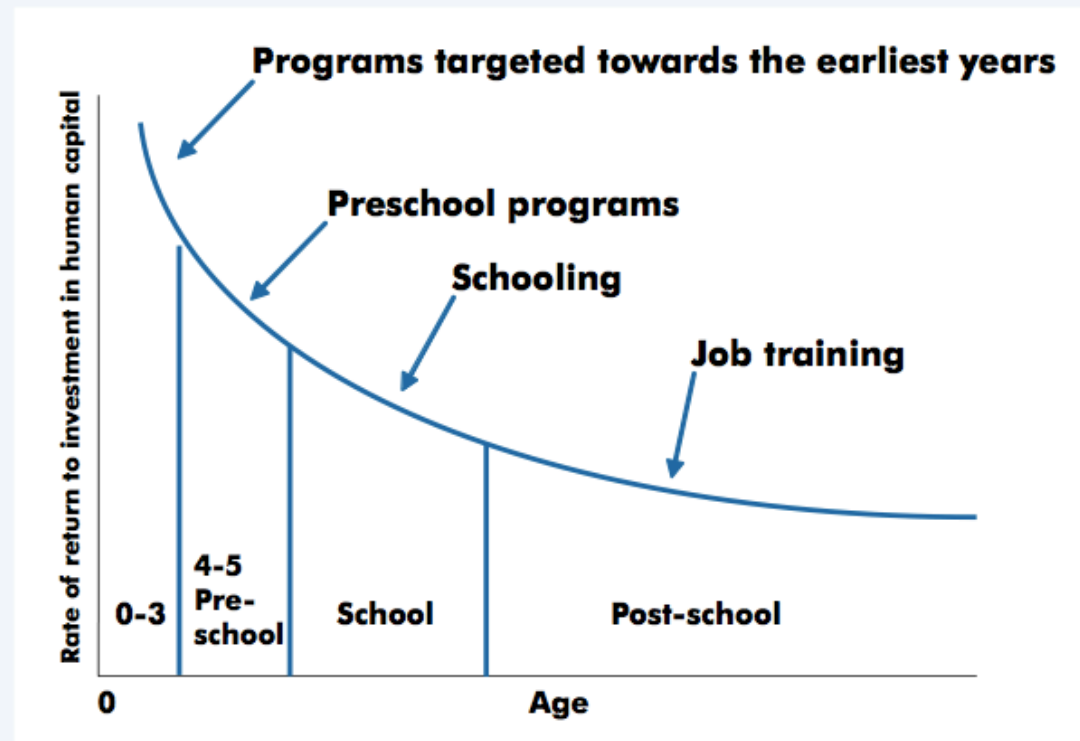 Programs targeted towards the earliest years
Preschool programs
Schooling
Job training
Rate of return to investment in human capital
0-3
4-5
Pre-
school
School
Post-school
0
Age